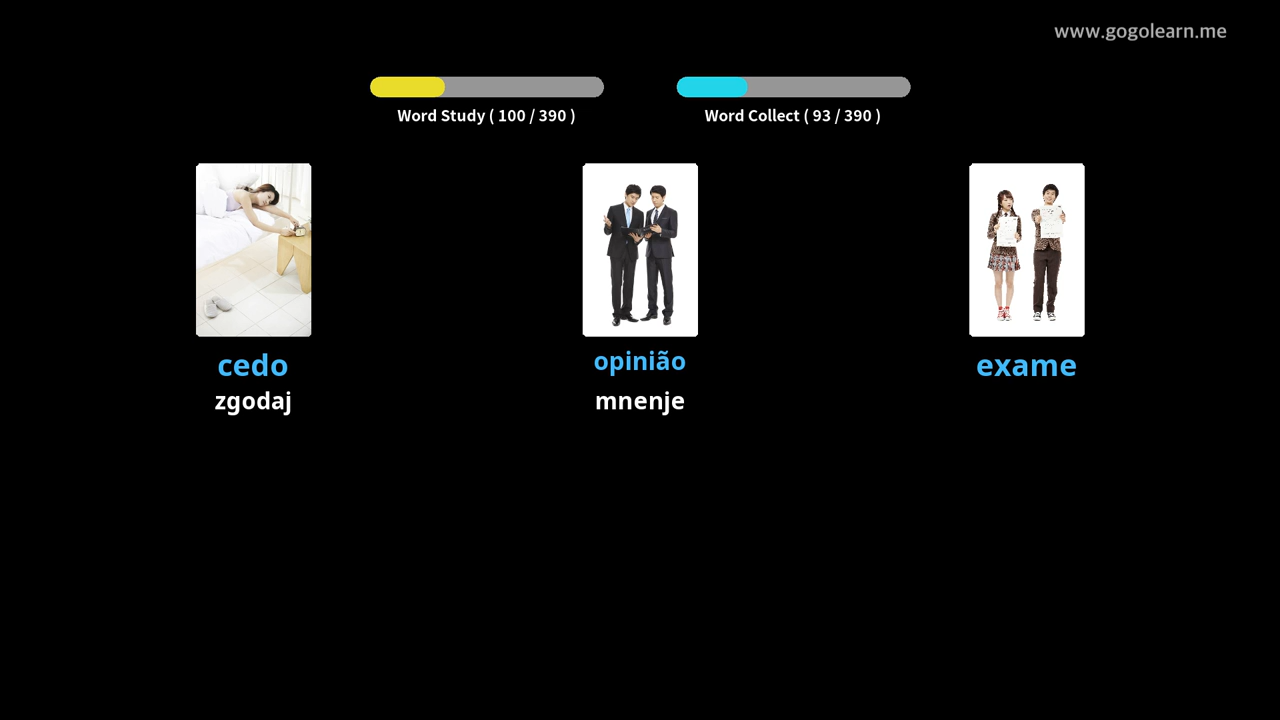 www.gogolearn.me
Word Study ( 100 / 390 )
Word Collect ( 93 / 390 )
cedo
zgodaj
opinião
mnenje
exame